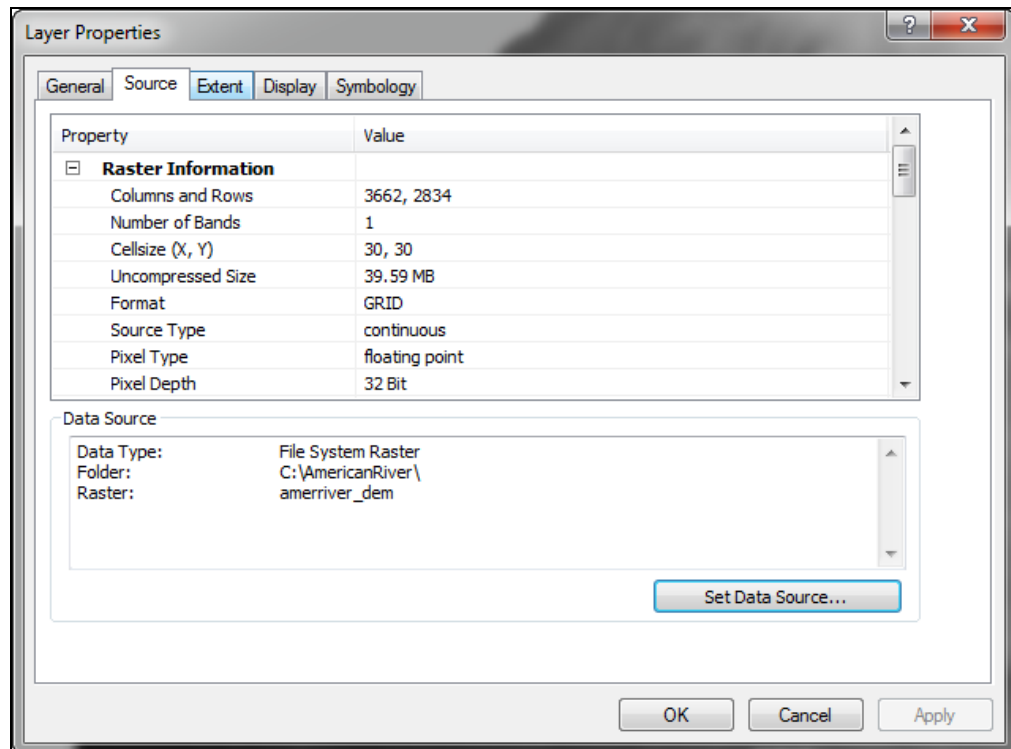 Layer Properties
General Source Extent Display Symbology
Property Value
Raster Information
Columns and Rows 3662, 2834
Number of Bands 1
Cellsize (X, Y) 30, 30
Uncompressed Size 39.59 MB
Format GRID
Source Type continuous
Pixel Type floating point
Pixel Depth 32 Bit
Data Source
Data Type: File System Raster
Folder: C:\AmericanRiver\
Raster: amerriver_dem
Set Data Source...
OK Cancel Apply